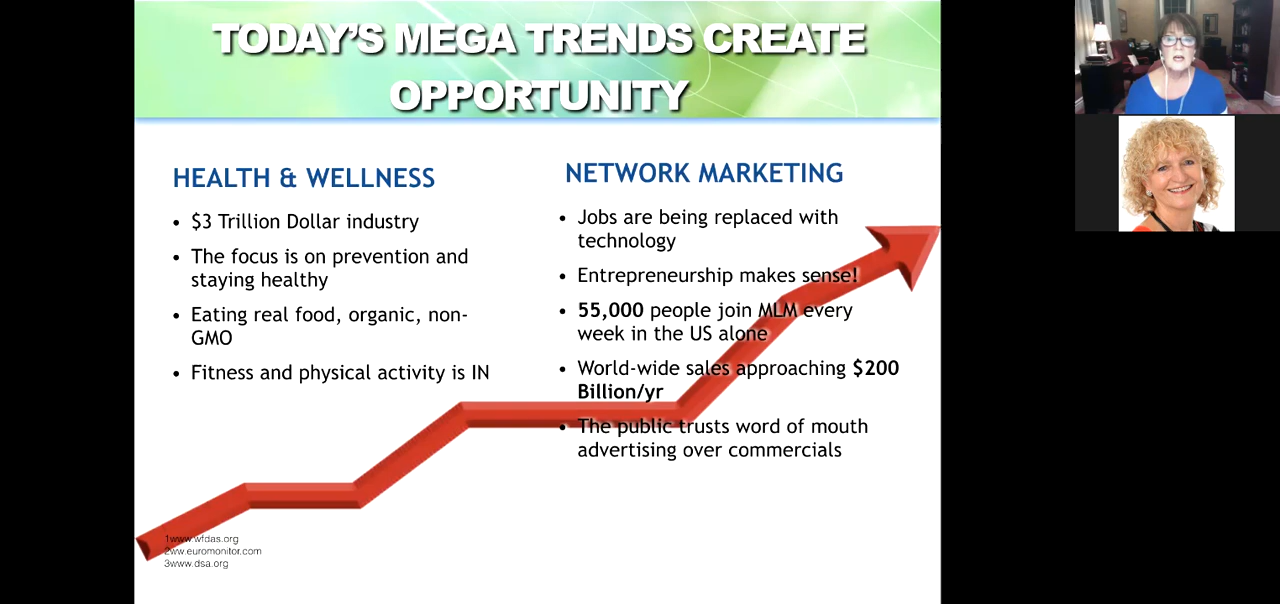 TODAY'S MEGA TRENDS CREATE
OPPORTUNITY
HEALTH & WELLNESS
• $3 Trillion Dollar industry
• The focus is on prevention and
staying healthy
• Eating real food, organic, non-
GMO
• Fitness and physical activity is IN
NETWORK MARKETING
• Jobs are being replaced with
technology
• Entrepreneurship makes sense!
• 55,000 people join MLM every
week in the US alone
• World-wide sales approaching $200
Billion/yr
• The public trusts word of mouth
advertising over commercials
1www.wfdas.org
2ww.euromonitor.com
3www.dsa.org